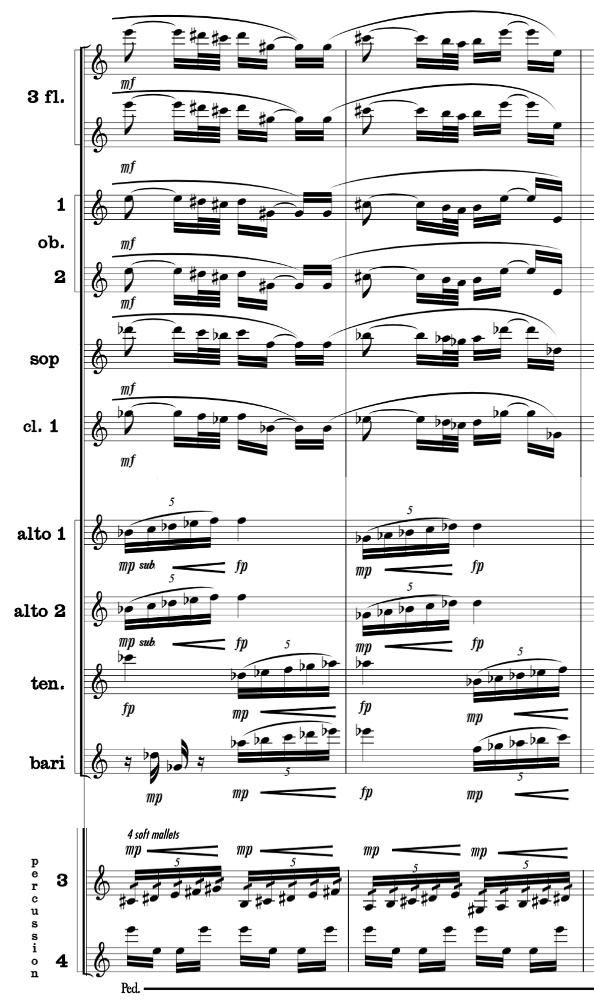 mf
3 fl.
mf
1
mf
ob.
2
mf
sop
mf
cl. 1
mf
5 5
alto 1
mp sub. fp mp fp
5 5
alto 2
mp sub. fp mp fp
5 5
ten.
fp mp fp mp
bari
5 5
mp mp fp mp
4 soft mallets
mp mp mp mp
5 5 5 5
3
percussion
4
Ped.